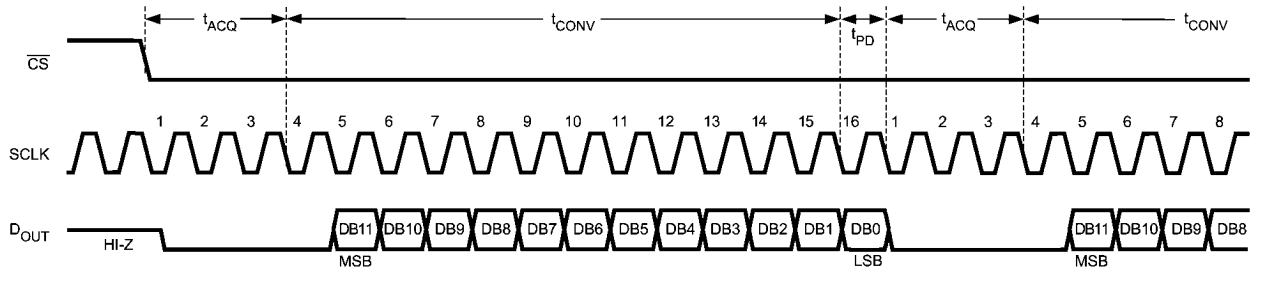 tACQ tCONV tPD tACQ tCONV
CS
1 2 3 4 5 6 7 8 9 10 11 12 13 14 15 16 1 2 3 4 5 6 7 8
SCLK
DOUT HI-Z DB11 DB10 DB9 DB8 DB7 DB6 DB5 DB4 DB3 DB2 DB1 DB0 DB11 DB10 DB9 DB8
MSB LSB MSB